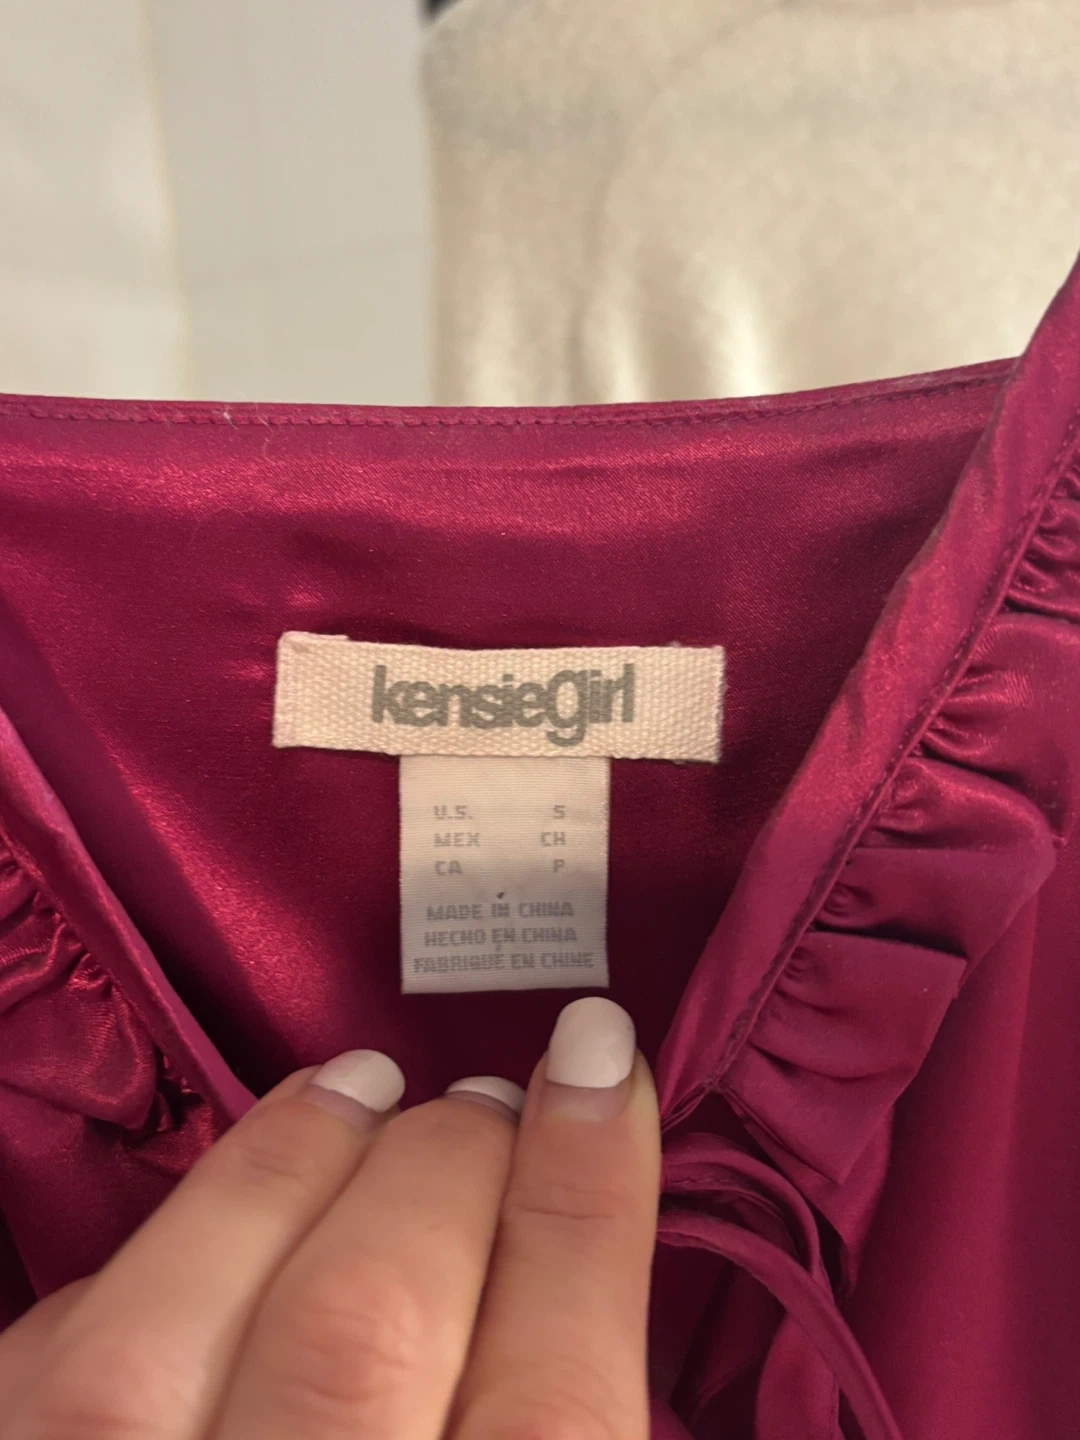 kensiegirl
U.S. S
MEX CH
CA P
MADE IN CHINA
HECHO EN CHINA
FABRIQUÉ EN CHINE